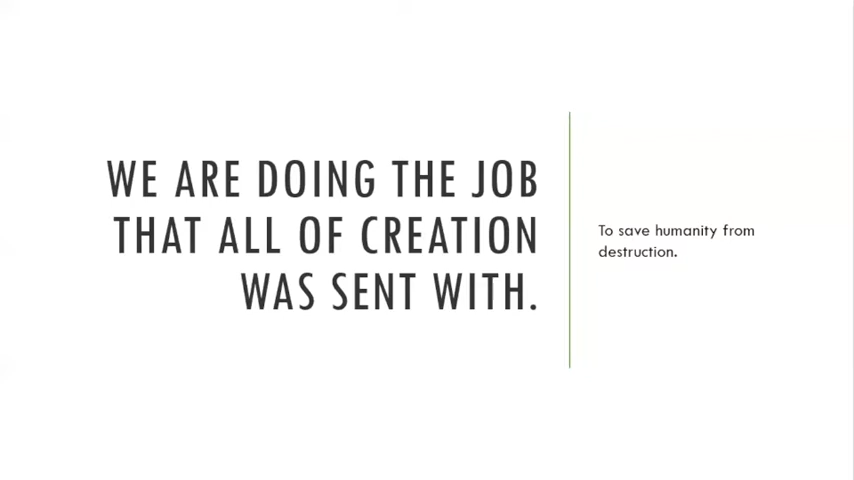 WE ARE DOING THE JOB
THAT ALL OF CREATION
WAS SENT WITH.
To save humanity from
destruction.